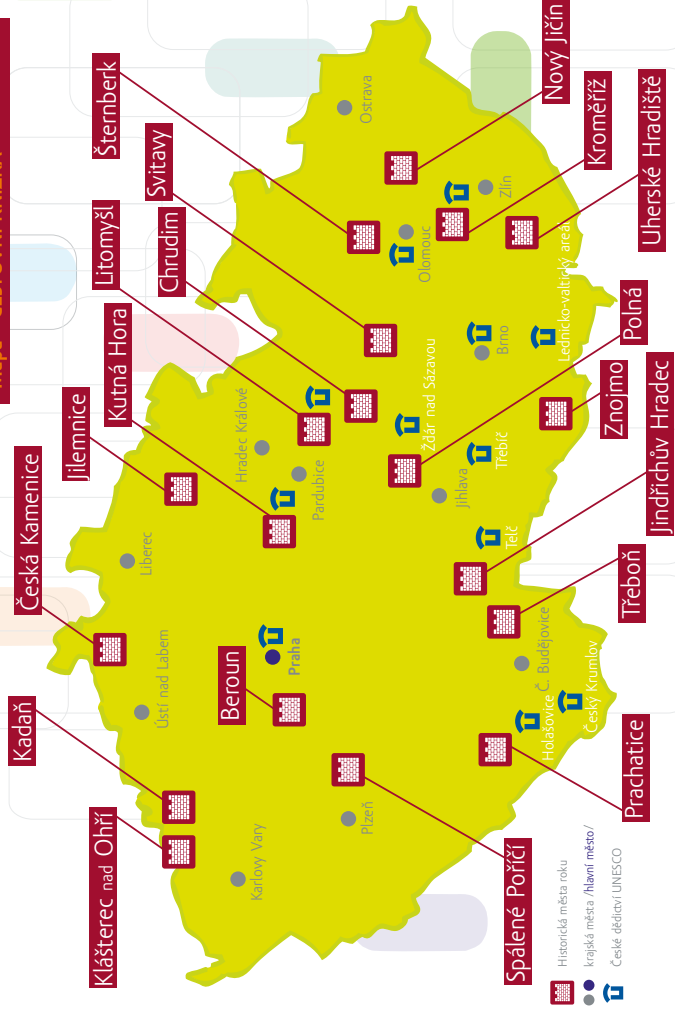 Klášterec nad Ohří
Kadaň
Česká Kamenice
Jilemnice
Kutná Hora
Litomyšl
Chrudim
Svitavy
Šternberk
Beroun
Karlovy Vary
Ústí nad Labem
Liberec
Hradec Králové
Pardubice
Praha
Plzeň
Ostrava
Olomouc
Zlín
Žďár nad Sázavou
Brno
Jihlava
Třebíč
Telč
Lednicko-valtický areál
Č. Budějovice
Holašovice
Český Krumlov
Spálené Poříčí
Prachatice
Třeboň
Jindřichův Hradec
Znojmo
Polná
Uherské Hradiště
Kroměříž
Nový Jičín
Historická města roku
krajská města /hlavní město/
České dědictví UNESCO